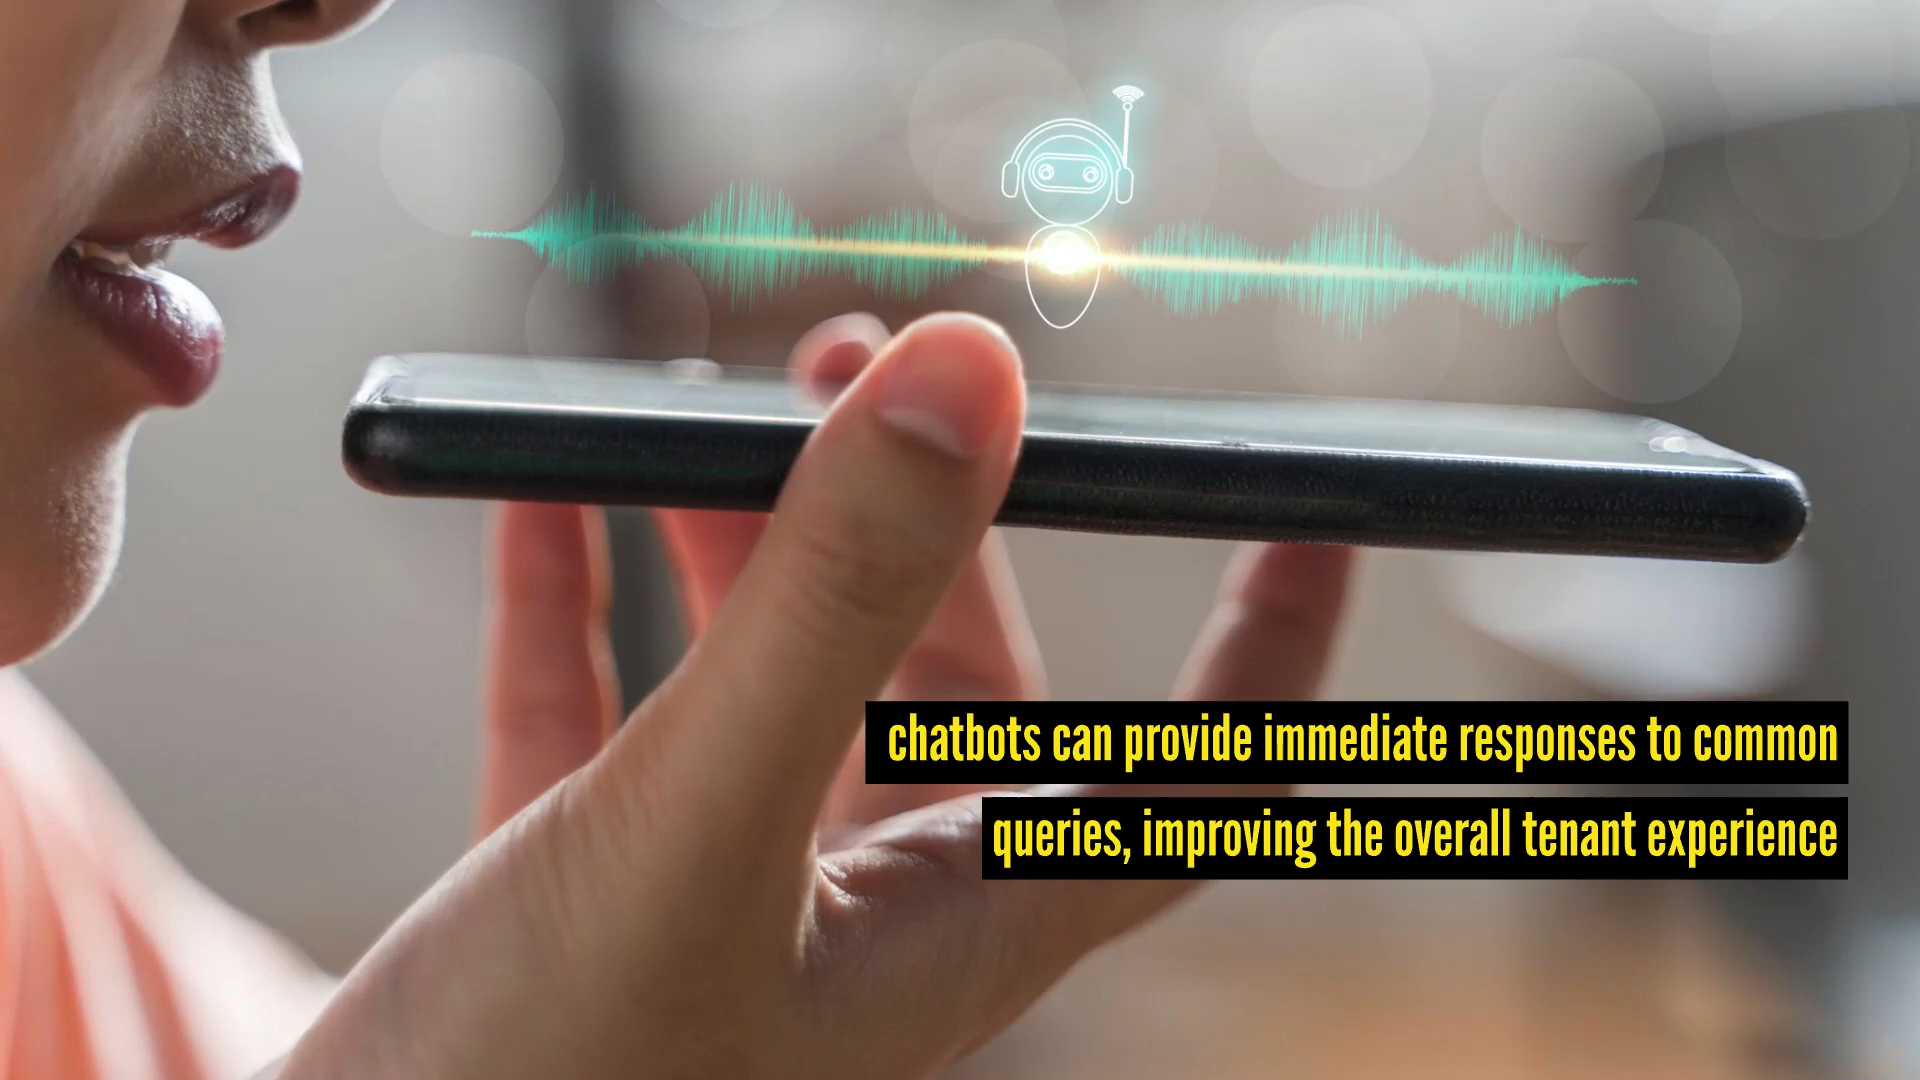 chatbots can provide immediate responses to common
queries, improving the overall tenant experience